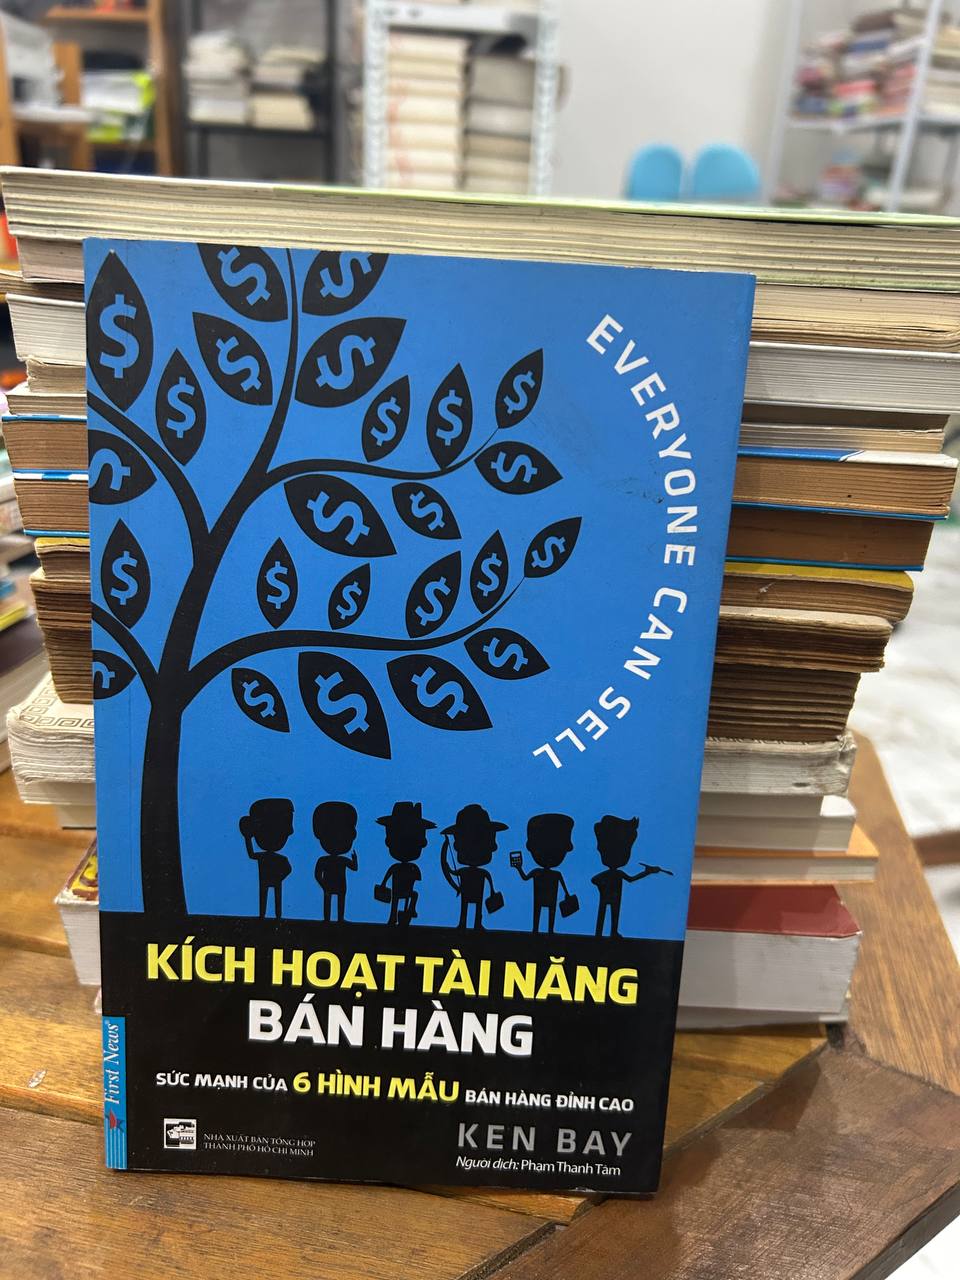 EVERYONE CAN SELL
KÍCH HOẠT TÀI NĂNG
BÁN HÀNG
SỨC MẠNH CỦA 6 HÌNH MẪU BÁN HÀNG ĐỈNH CAO
KEN BAY
Người dịch: Phạm Thanh Tâm
First News
NHÀ XUẤT BẢN TỔNG HỢP
THÀNH PHỐ HỒ CHÍ MINH